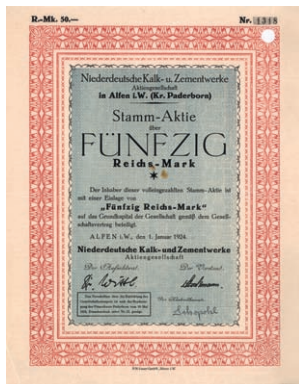 R.-Mk. 50.— Nr. 1348
Niederdeutsche Kalk- u. Zementwerke
Aktiengesellschaft
in Alfen i.W. (Kr. Paderborn)
Stamm-Aktie
über
FÜNFZIG
Reichs-Mark
Der Inhaber dieser volleingezahlten Stamm-Aktie ist
mit einer Einlage von
„Fünfzig Reichs-Mark"
auf das Grundkapital der Gesellschaft gemäß dem Gesell-
schaftsvertrag beteiligt.
ALFEN i.W., den 1. Januar 1924.
Niederdeutsche Kalk- und Zementwerke
Aktiengesellschaft
Der Aufsichtsrat: Der Vorstand: